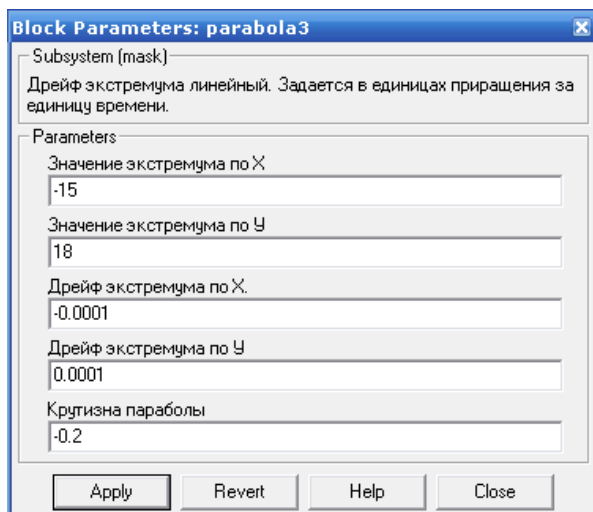 Block Parameters: parabola3
Subsystem (mask)
Дрейф экстремума линейный. Задается в единицах приращения за
единицу времени.
Parameters
Значение экстремума по X
-15
Значение экстремума по У
18
Дрейф экстремума по X.
-0.0001
Дрейф экстремума по У
0.0001
Крутизна параболы
-0.2
Apply Revert Help Close